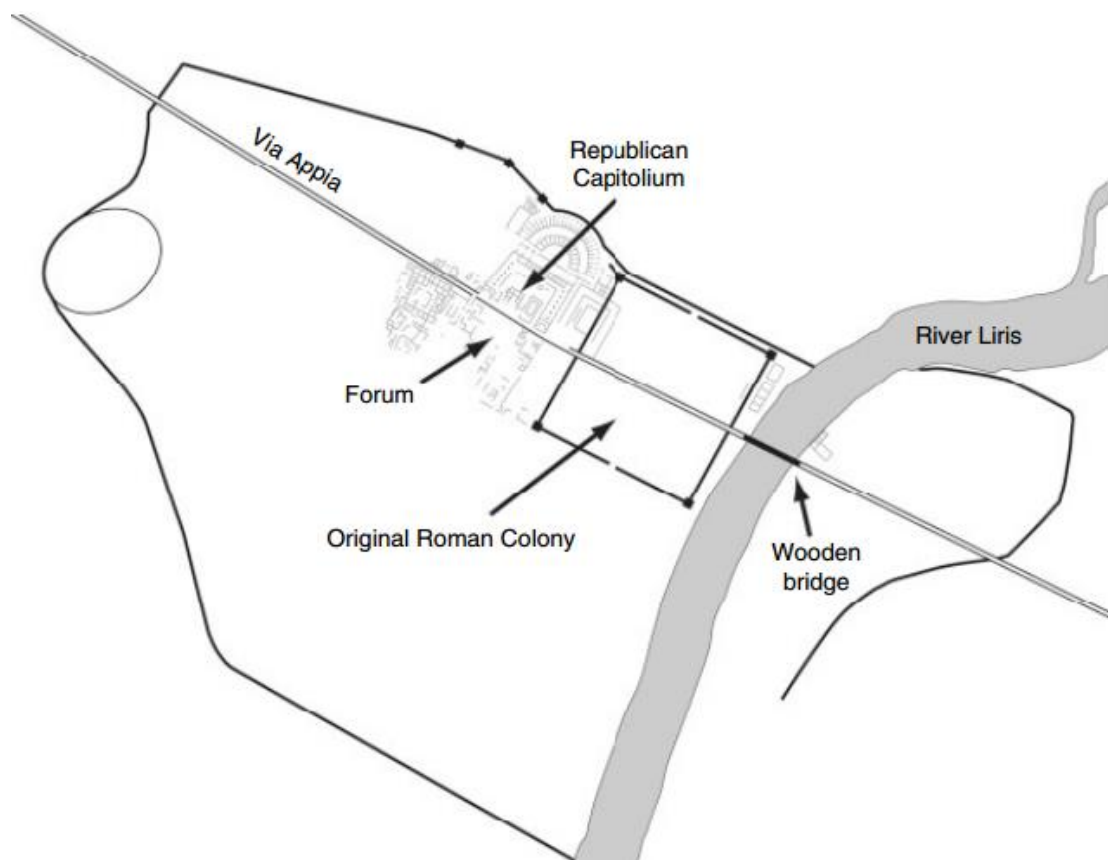 Via Appia
Republican
Capitolium
River Liris
Forum
Original Roman Colony
Wooden
bridge